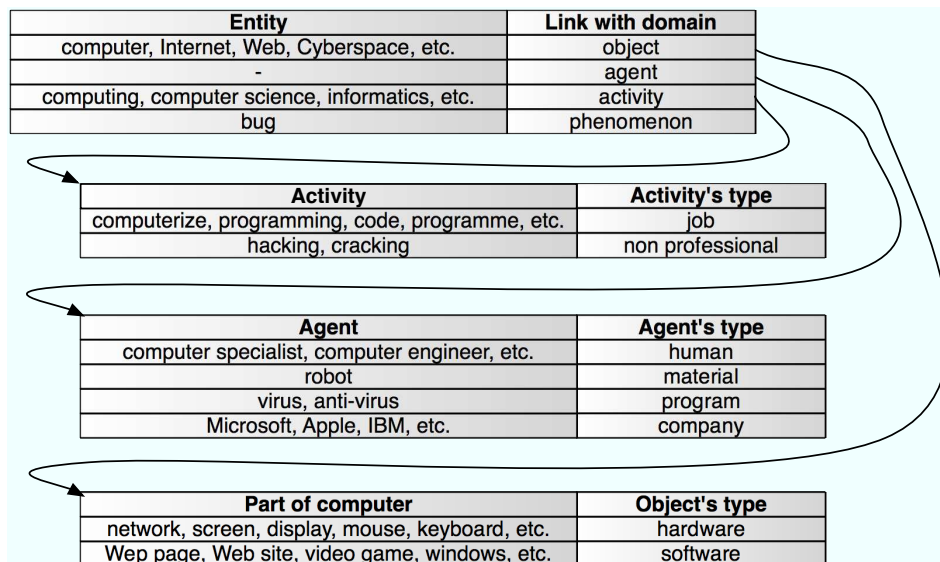 Entity Link with domain
computer, Internet, Web, Cyberspace, etc. object
- agent
computing, computer science, informatics, etc. activity
bug phenomenon
Activity Activity's type
computerize, programming, code, programme, etc. job
hacking, cracking non professional
Agent Agent's type
computer specialist, computer engineer, etc. human
robot material
virus, anti-virus program
Microsoft, Apple, IBM, etc. company
Part of computer Object's type
network, screen, display, mouse, keyboard, etc. hardware
Wep page, Web site, video game, windows, etc. software